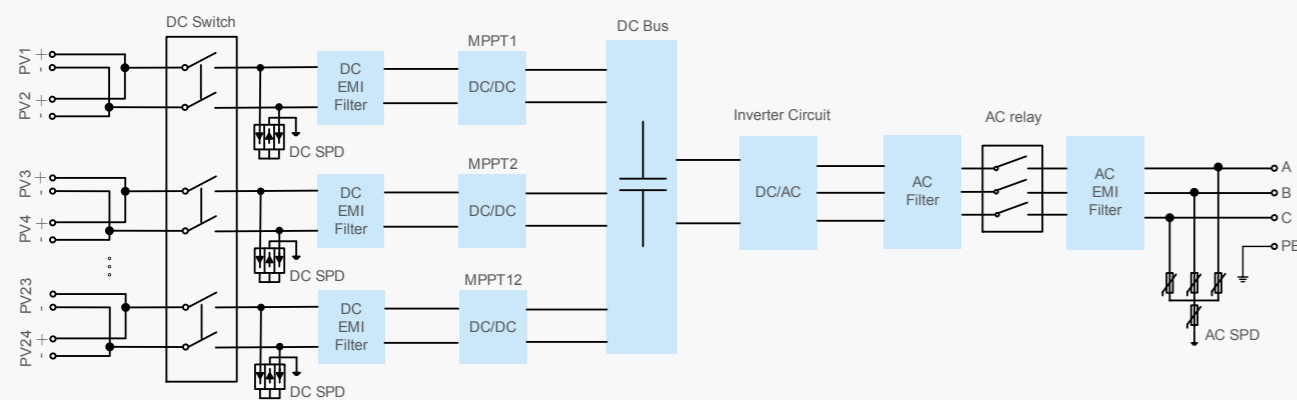 DC Switch
DC Bus
MPPT1
PV1
+
-
PV2
+
-
DC
EMI
Filter
DC/DC
DC SPD
Inverter Circuit
AC relay
MPPT2
PV3
+
-
PV4
+
-
DC
EMI
Filter
DC/DC
DC SPD
DC/AC
AC
Filter
AC
EMI
Filter
A
B
C
PE
MPPT12
PV23
+
-
PV24
+
-
DC
EMI
Filter
DC/DC
DC SPD
AC SPD